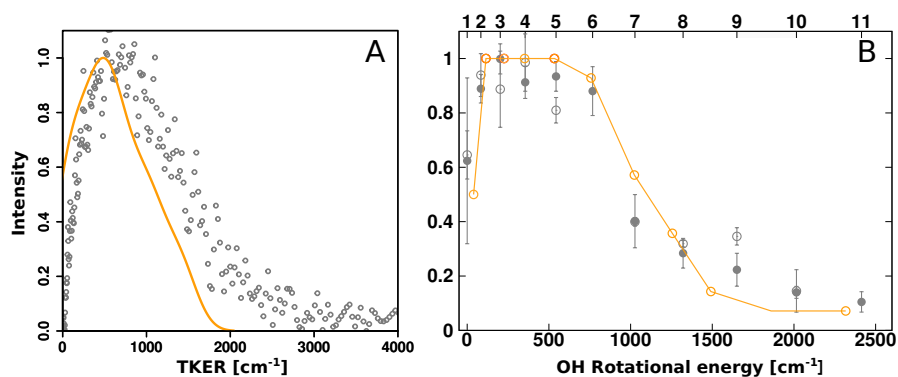 1 2 3 4 5 6 7 8 9 10 11
A
B
Intensity
0.0 0.2 0.4 0.6 0.8 1.0
0 0.2 0.4 0.6 0.8 1
0 1000 2000 3000 4000
0 500 1000 1500 2000 2500
TKER [cm⁻¹]
OH Rotational energy [cm⁻¹]